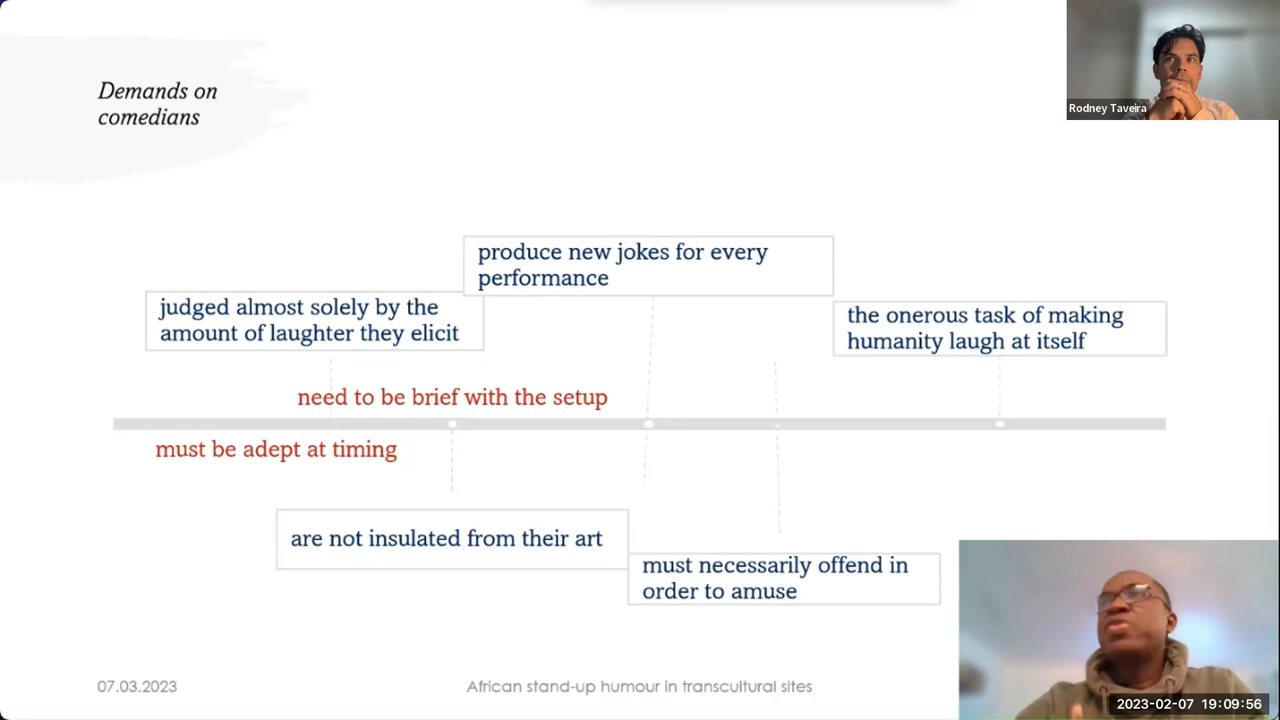 Demands on
comedians
Rodney Taveira
produce new jokes for every
performance
judged almost solely by the
amount of laughter they elicit
the onerous task of making
humanity laugh at itself
need to be brief with the setup
must be adept at timing
are not insulated from their art
must necessarily offend in
order to amuse
07.03.2023
African stand-up humour in transcultural sites
2023-02-07 19:09:56